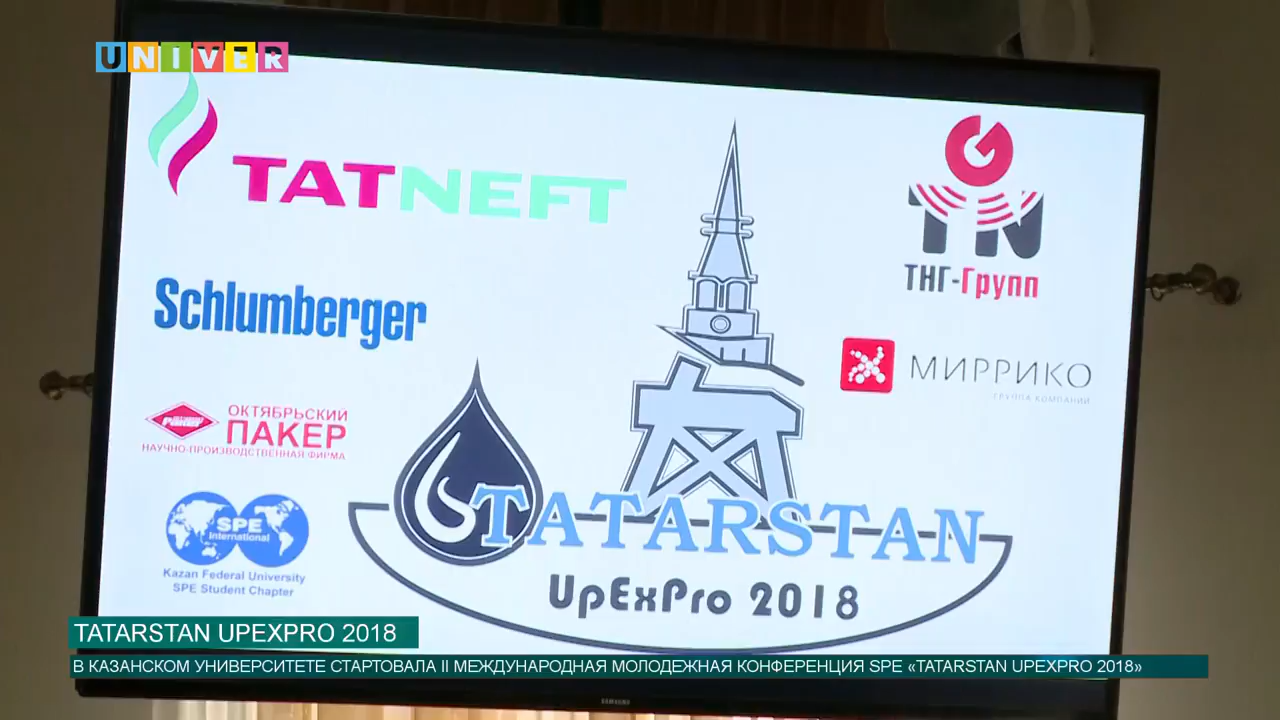 UNIVER
TATNEFT
ТНГ-Групп
Schlumberger
МИРРИКО
ГРУППА КОМПАНИЙ
ОКТЯБРЬСКИЙ
ПАКЕР
НАУЧНО-ПРОИЗВОДСТВЕННАЯ ФИРМА
SPE
International
Kazan Federal University
SPE Student Chapter
TATARSTAN
UpExPro 2018
TATARSTAN UPEXPRO 2018
В КАЗАНСКОМ УНИВЕРСИТЕТЕ СТАРТОВАЛА II МЕЖДУНАРОДНАЯ МОЛОДЕЖНАЯ КОНФЕРЕНЦИЯ SPE «TATARSTAN UPEXPRO 2018»
SAMSUNG